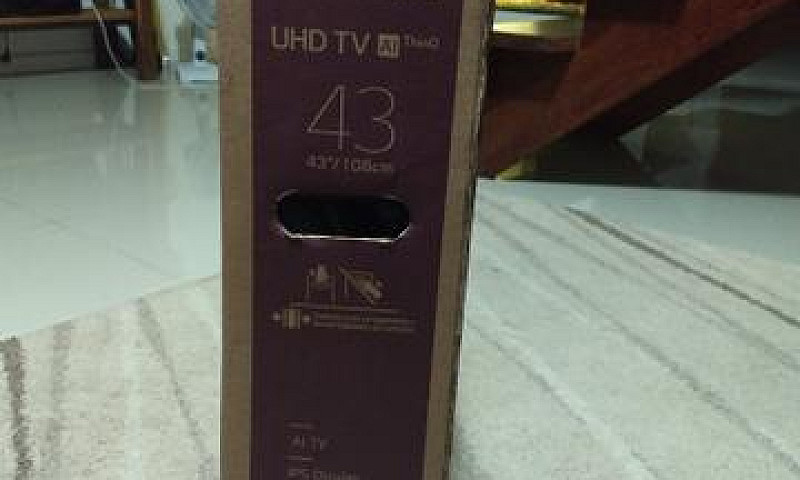 UHD TV AI ThinQ
43
43"/108cm
AI TV
IPS Display